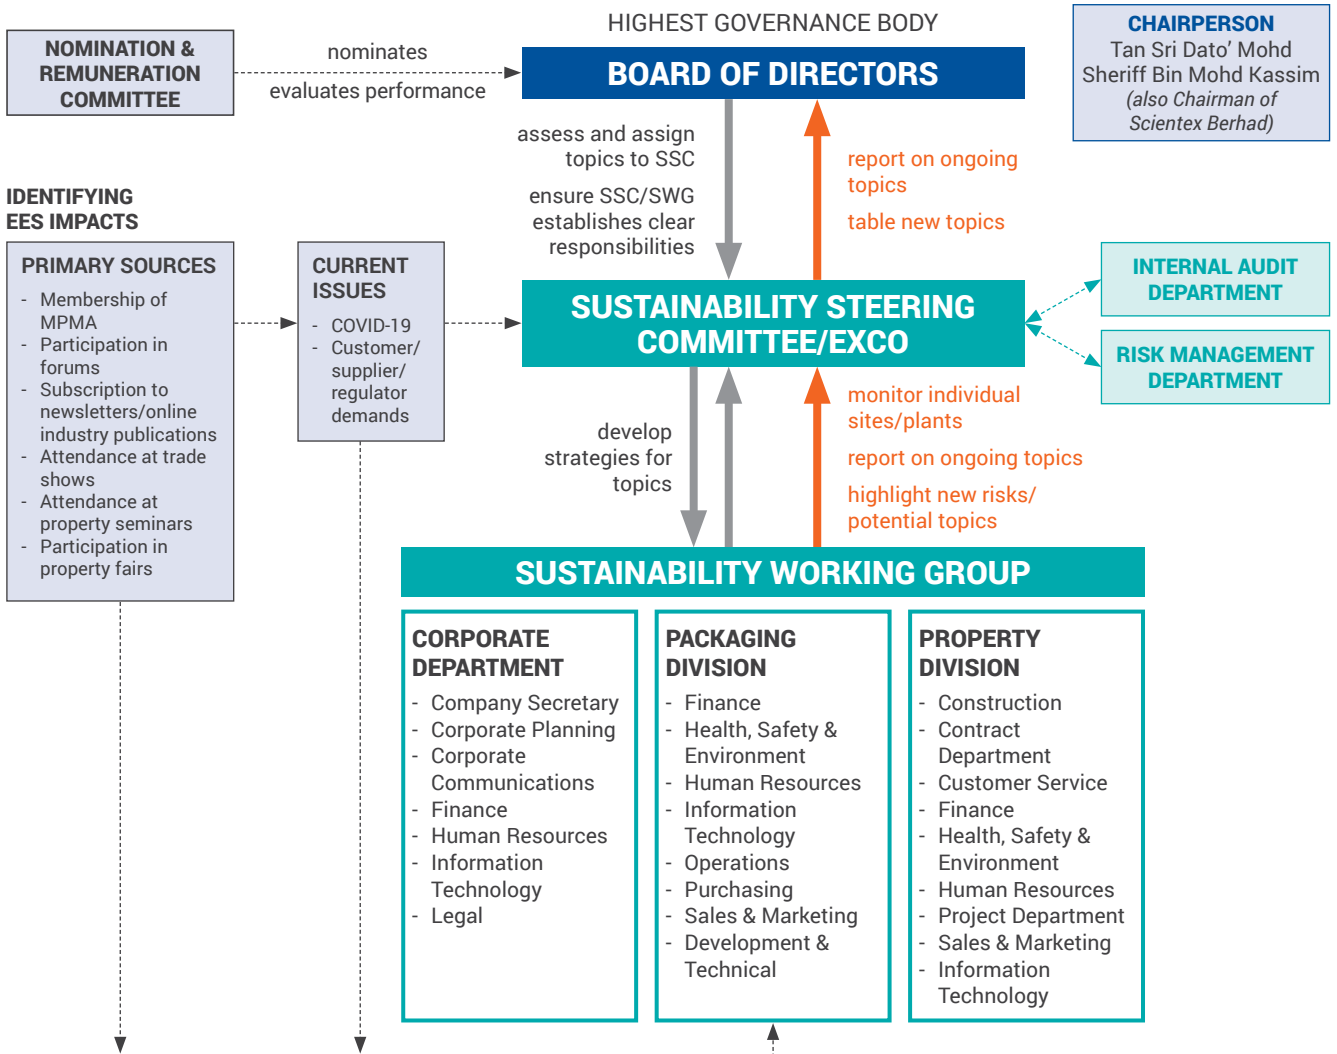 HIGHEST GOVERNANCE BODY
BOARD OF DIRECTORS
NOMINATION &
REMUNERATION
COMMITTEE
nominates
evaluates performance
CHAIRPERSON
Tan Sri Dato’ Mohd
Sheriff Bin Mohd Kassim
(also Chairman of
Scientex Berhad)
assess and assign
topics to SSC
ensure SSC/SWG
establishes clear
responsibilities
report on ongoing
topics
table new topics
IDENTIFYING
EES IMPACTS
PRIMARY SOURCES
- Membership of
MPMA
- Participation in
forums
- Subscription to
newsletters/online
industry publications
- Attendance at trade
shows
- Attendance at
property seminars
- Participation in
property fairs
CURRENT
ISSUES
- COVID-19
- Customer/
supplier/
regulator
demands
SUSTAINABILITY STEERING
COMMITTEE/EXCO
INTERNAL AUDIT
DEPARTMENT
RISK MANAGEMENT
DEPARTMENT
develop
strategies for
topics
monitor individual
sites/plants
report on ongoing topics
highlight new risks/
potential topics
SUSTAINABILITY WORKING GROUP
CORPORATE
DEPARTMENT
- Company Secretary
- Corporate Planning
- Corporate
Communications
- Finance
- Human Resources
- Information
Technology
- Legal
PACKAGING
DIVISION
- Finance
- Health, Safety &
Environment
- Human Resources
- Information
Technology
- Operations
- Purchasing
- Sales & Marketing
- Development &
Technical
PROPERTY
DIVISION
- Construction
- Contract
Department
- Customer Service
- Finance
- Health, Safety &
Environment
- Human Resources
- Project Department
- Sales & Marketing
- Information
Technology